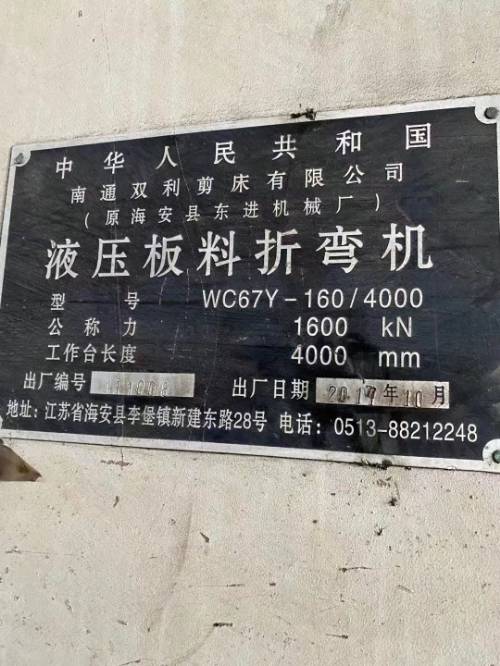 中华人民共和国
南通双利剪床有限公司
(原海安县东进机械厂)
液压板料折弯机
型 号 WC67Y-160/4000
公称力 1600 kN
工作台长度 4000 mm
出厂编号 出厂日期 2017年10月
地址:江苏省海安县李堡镇新建东路28号 电话:0513-88212248